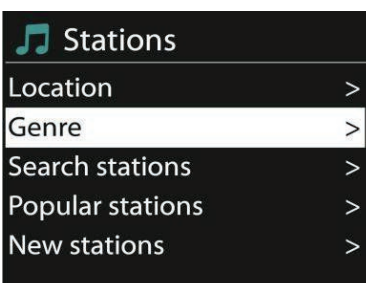 Stations
Location >
Genre >
Search stations >
Popular stations >
New stations >